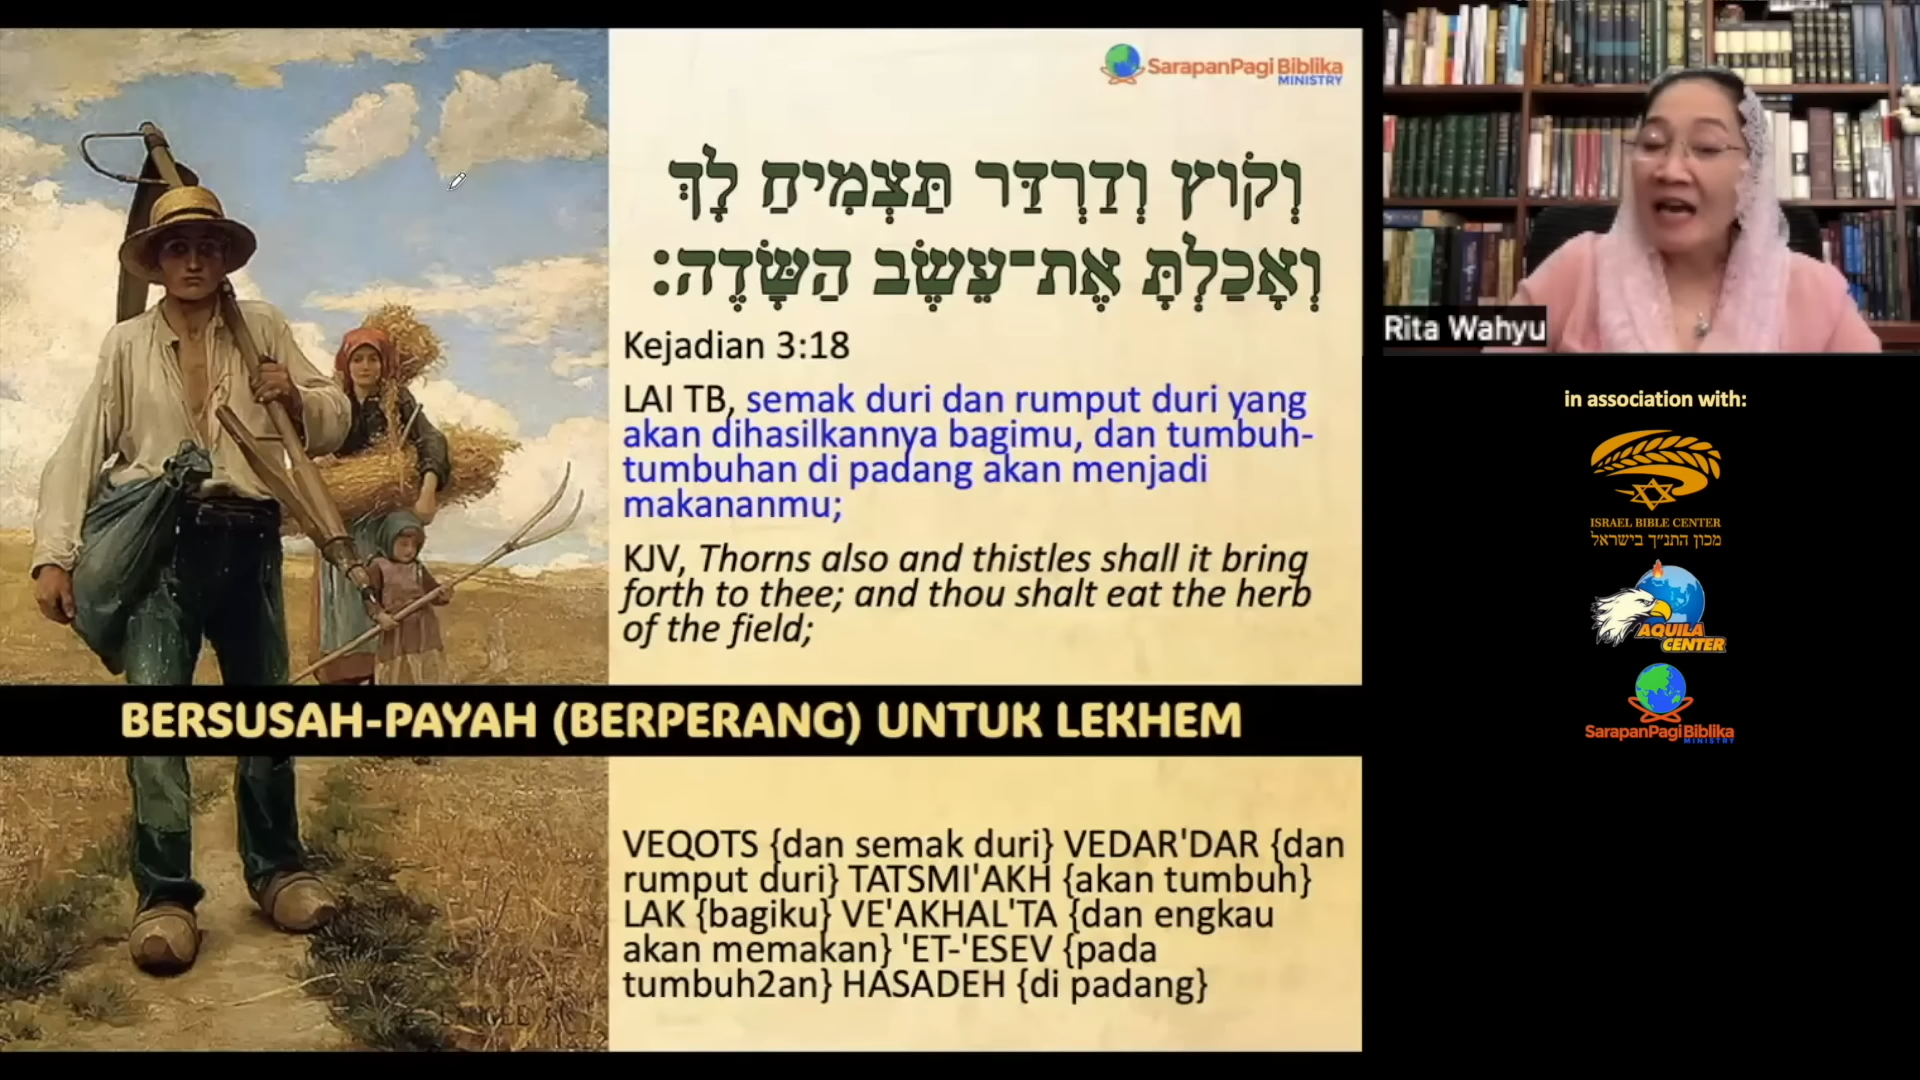 SarapanPagi Biblika
MINISTRY
וְקוֹץ וְדַרְדַּר תַּצְמִיחַ לָךְ
וְאָכַלְתָּ אֶת־עֵשֶׂב הַשָּׂדֶה׃
Kejadian 3:18
LAI TB, semak duri dan rumput duri yang
akan dihasilkannya bagimu, dan tumbuh-
tumbuhan di padang akan menjadi
makananmu;
KJV, Thorns also and thistles shall it bring
forth to thee; and thou shalt eat the herb
of the field;
BERSUSAH-PAYAH (BERPERANG) UNTUK LEKHEM
VEQOTS {dan semak duri} VEDAR'DAR {dan
rumput duri} TATSMI'AKH {akan tumbuh}
LAK {bagiku} VE'AKHAL'TA {dan engkau
akan memakan} 'ET-'ESEV {pada
tumbuh2an} HASADEH {di padang}
Rita Wahyu
in association with:
ISRAEL BIBLE CENTER
מכון התנ״ך בישראל
AQUILA
CENTER
SarapanPagi Biblika
MINISTRY